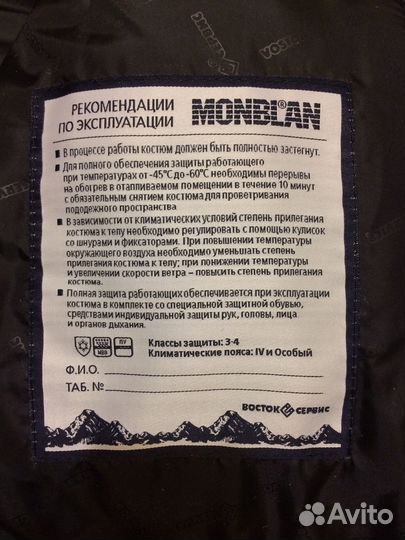 РЕКОМЕНДАЦИИ
ПО ЭКСПЛУАТАЦИИ
MONBLAN®
В процессе работы костюм должен быть полностью застегнут.
Для полного обеспечения защиты работающего
при температурах от -45°С до -60°С необходимы перерывы
на обогрев в отапливаемом помещении в течение 10 минут
с обязательным снятием костюма для проветривания
пододежного пространства
В зависимости от климатических условий степень прилегания
костюма к телу необходимо регулировать с помощью кулисок
со шнурами и фиксаторами. При повышении температуры
окружающего воздуха необходимо уменьшать степень
прилегания костюма к телу; при понижении температуры
и увеличении скорости ветра – повысить степень прилегания
костюма.
Полная защита работающих обеспечивается при эксплуатации
костюма в комплекте со специальной защитной обувью,
средствами индивидуальной защиты рук, головы, лица
и органов дыхания.
МВО
ПУ
Классы защиты: 3-4
Климатические пояса: IV и Особый
Ф.И.О.
ТАБ. №
ВОСТОК СЕРВИС
Avito